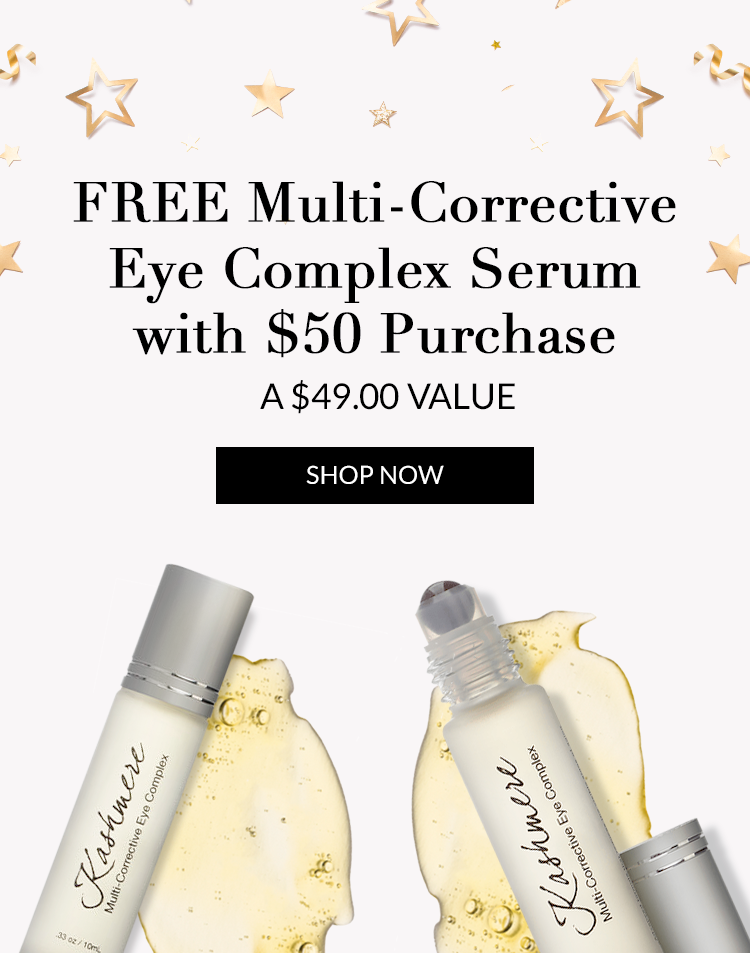 FREE Multi-Corrective
Eye Complex Serum
with $50 Purchase
A $49.00 VALUE
SHOP NOW
Kashmere
Multi-Corrective Eye Complex
.33 oz / 10mL
Kashmere
Multi-Corrective Eye Complex